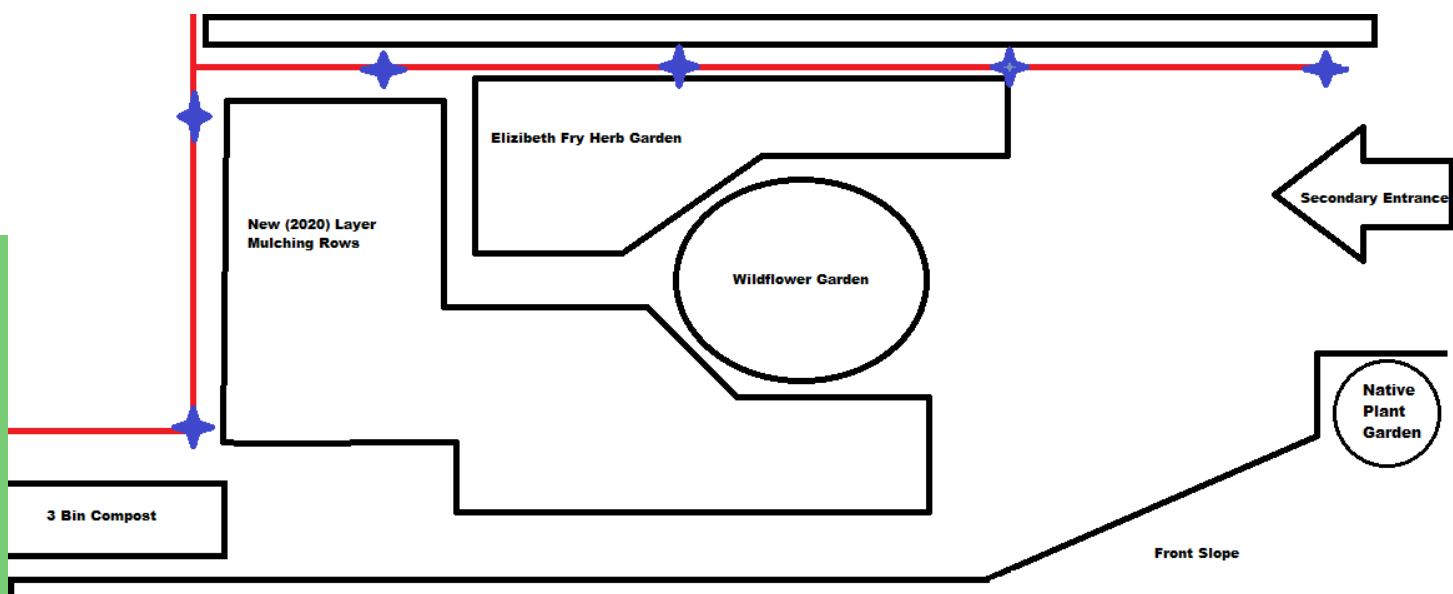 Elizibeth Fry Herb Garden
Secondary Entrance
New (2020) Layer
Mulching Rows
Wildflower Garden
Native
Plant
Garden
3 Bin Compost
Front Slope